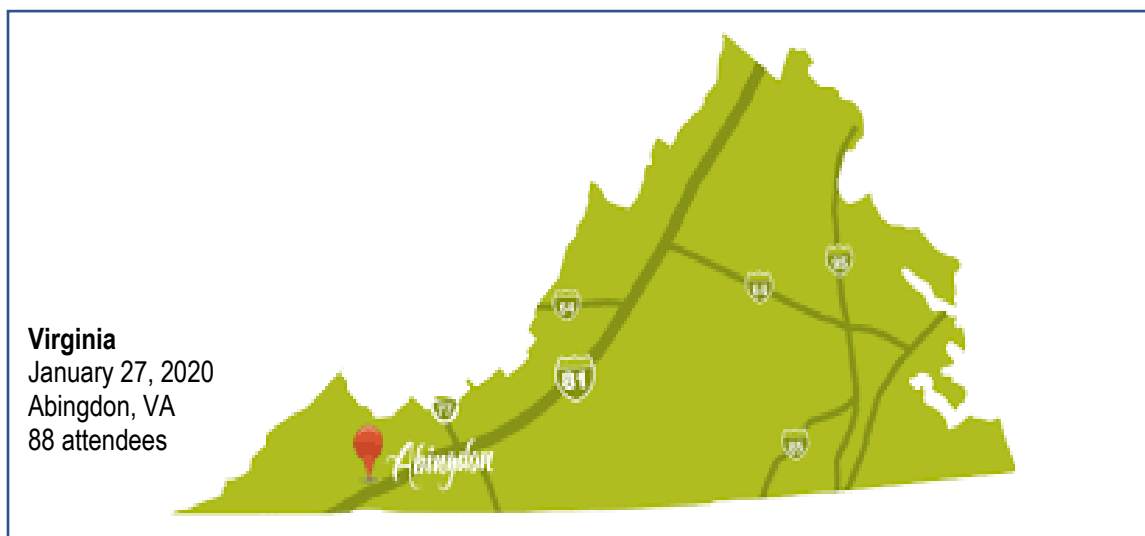 Virginia
January 27, 2020
Abingdon, VA
88 attendees
95
64
64
81
77
Abingdon
85